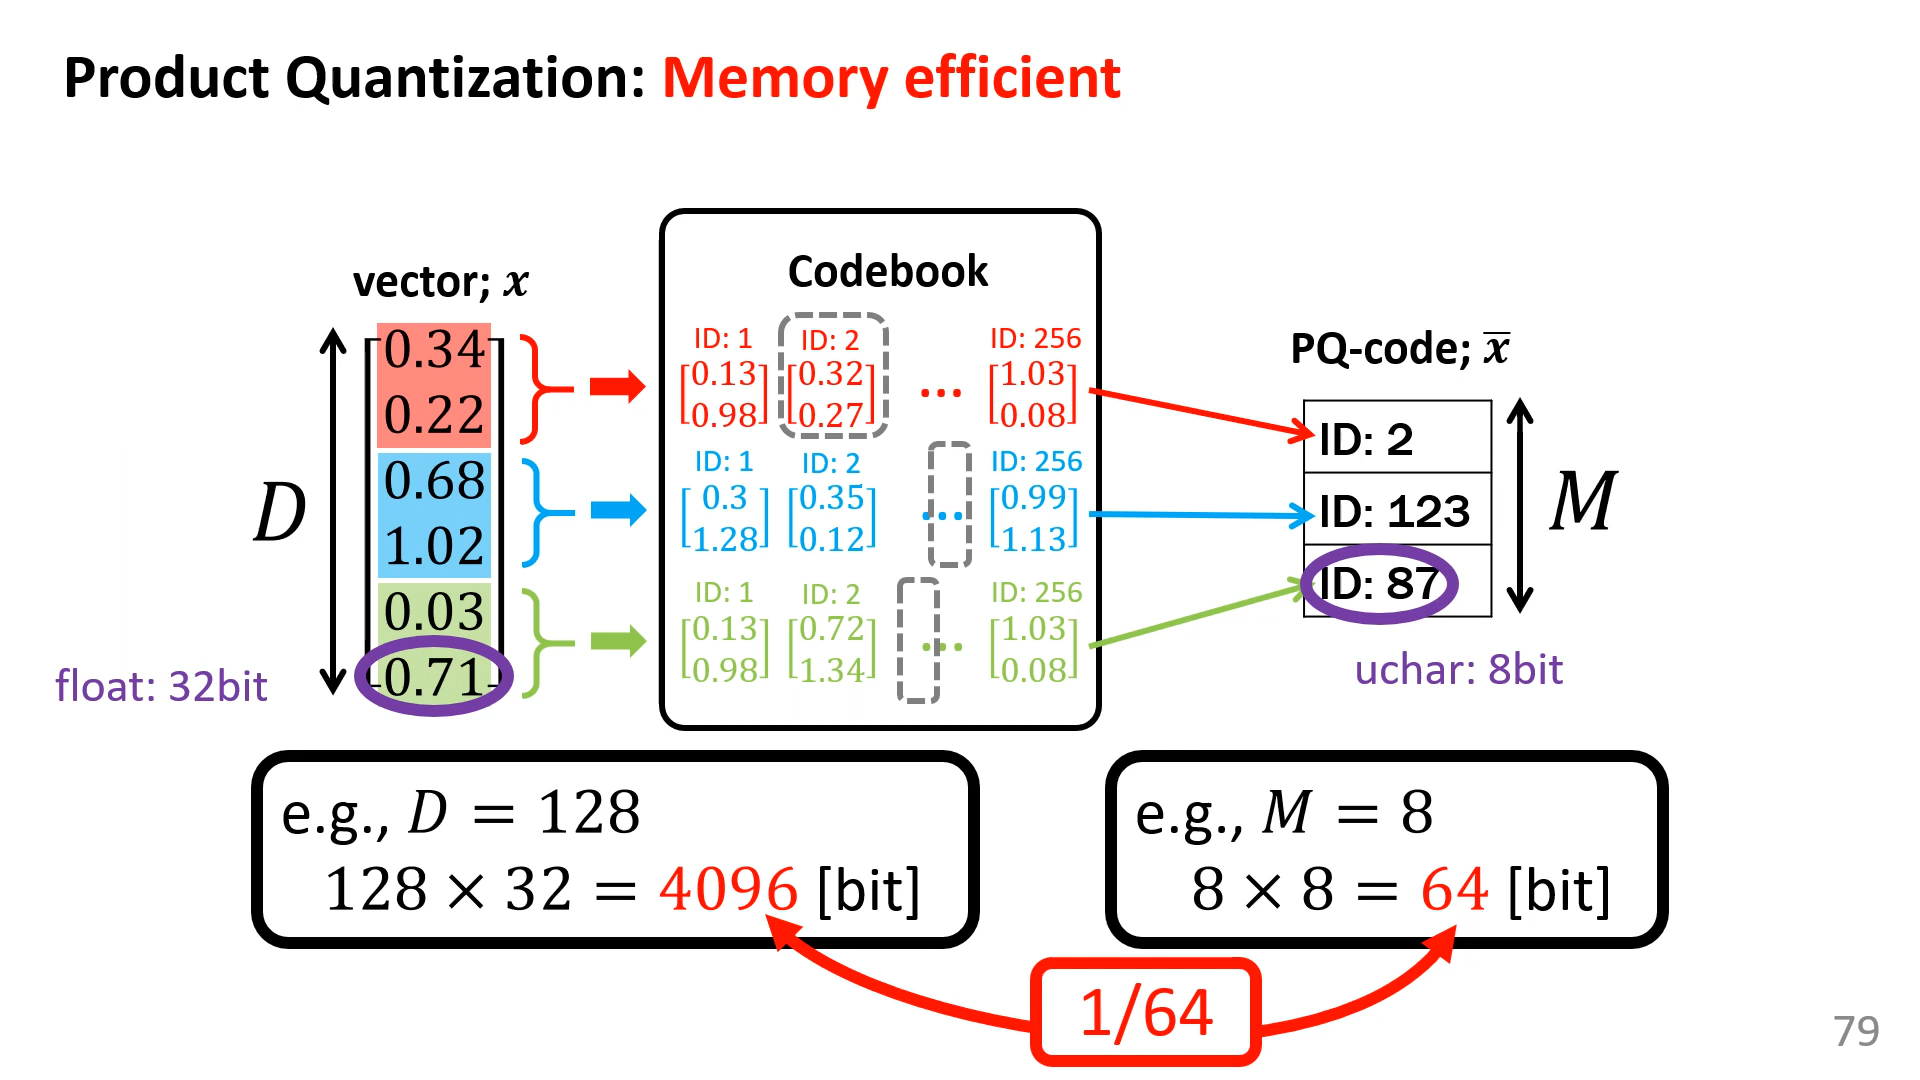 Product Quantization: Memory efficient
vector; x
D
0.34
0.22
0.68
1.02
0.03
0.71
float: 32bit
Codebook
ID: 1 ID: 2 ID: 256
[0.13 0.98] [0.32 0.27] ... [1.03 0.08]
ID: 1 ID: 2 ID: 256
[0.3 1.28] [0.35 0.12] ... [0.99 1.13]
ID: 1 ID: 2 ID: 256
[0.13 0.98] [0.72 1.34] ... [1.03 0.08]
PQ-code; x̅
ID: 2
ID: 123
ID: 87
M
uchar: 8bit
e.g., D = 128
128 × 32 = 4096 [bit]
e.g., M = 8
8 × 8 = 64 [bit]
1/64
79